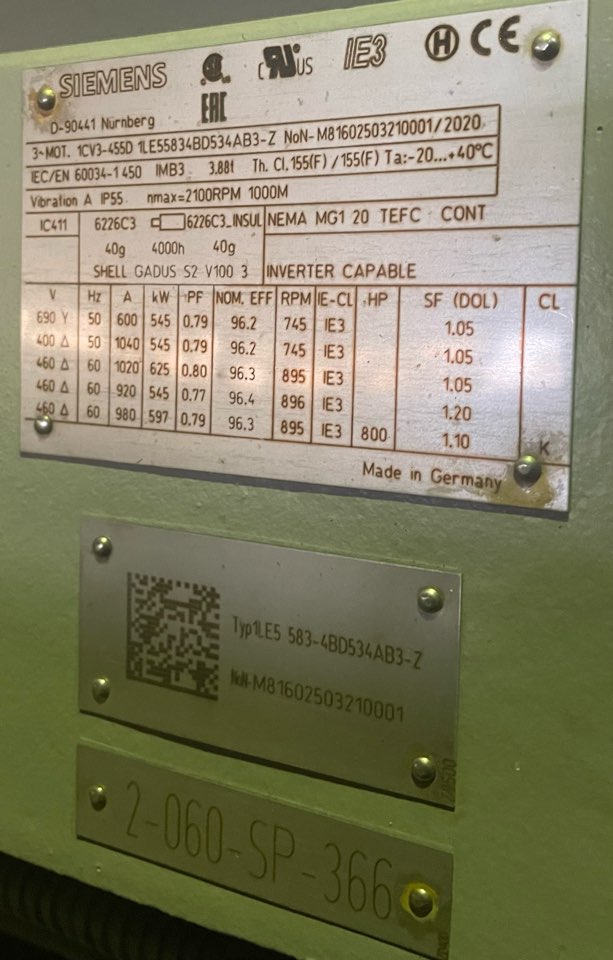 SIEMENS
c UR US IE3 H CE
EAC
D-90441 Nürnberg
3~MOT. 1CV3-455D 1LE55834BD534AB3-Z NoN-M81602503210001/2020
IEC/EN 60034-1 450 IMB3 3.88t Th. Cl.155(F) /155(F) Ta:-20...+40°C
Vibration A IP55 nmax=2100RPM 1000M
IC411 6226C3 6226C3_INSUL NEMA MG1 20 TEFC CONT
40g 4000h 40g
SHELL GADUS S2 V100 3 INVERTER CAPABLE
V Hz A kW PF NOM. EFF RPM IE-CL HP SF (DOL) CL
690 Y 50 600 545 0.79 96.2 745 IE3 1.05
400 Δ 50 1040 545 0.79 96.2 745 IE3 1.05
460 Δ 60 1020 625 0.80 96.3 895 IE3 1.05
460 Δ 60 920 545 0.77 96.4 896 IE3 1.20
460 Δ 60 980 597 0.79 96.3 895 IE3 800 1.10 K
Made in Germany
Typ1LE5 583-4BD534AB3-Z
NoN-M81602503210001
2-060-SP-366